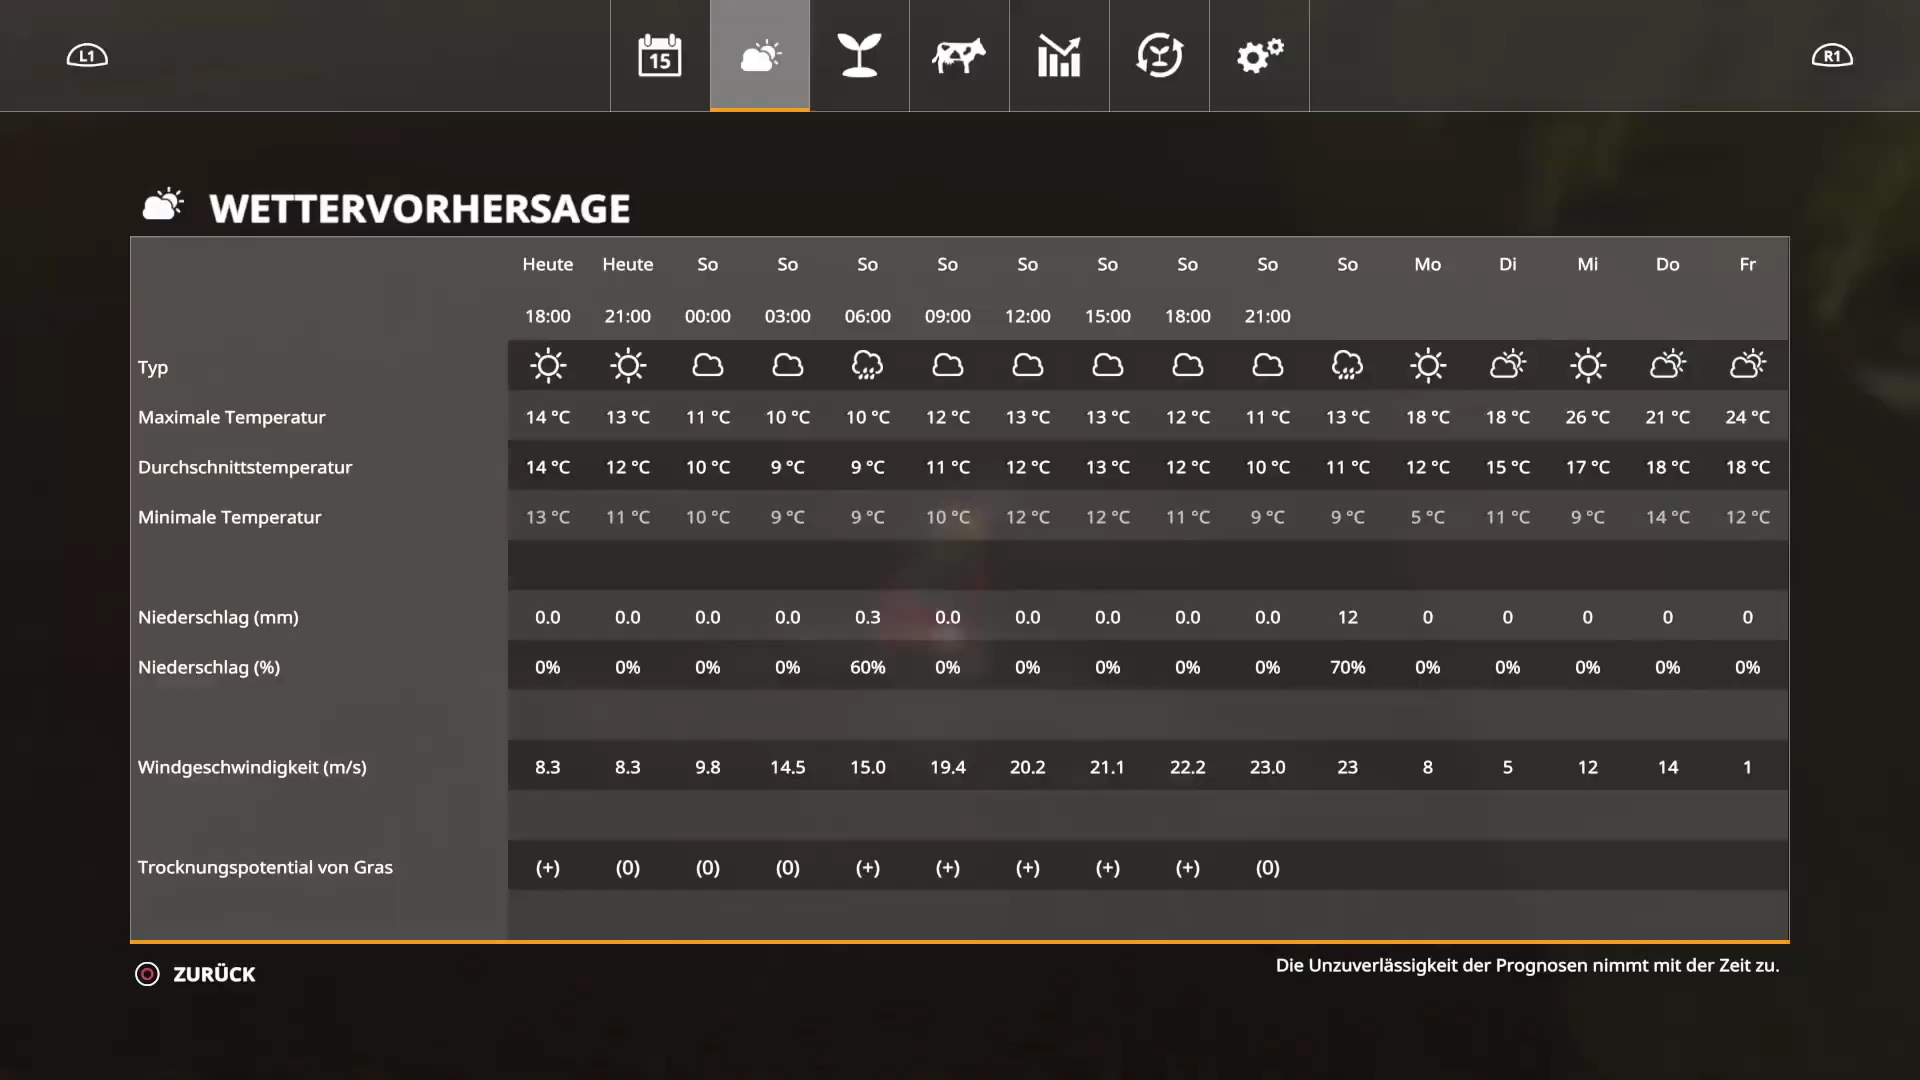 L1
15
R1
WETTERVORHERSAGE
Heute Heute So So So So So So So So So Mo Di Mi Do Fr
18:00 21:00 00:00 03:00 06:00 09:00 12:00 15:00 18:00 21:00
Typ
Maximale Temperatur 14 °C 13 °C 11 °C 10 °C 10 °C 12 °C 13 °C 13 °C 12 °C 11 °C 13 °C 18 °C 18 °C 26 °C 21 °C 24 °C
Durchschnittstemperatur 14 °C 12 °C 10 °C 9 °C 9 °C 11 °C 12 °C 13 °C 12 °C 10 °C 11 °C 12 °C 15 °C 17 °C 18 °C 18 °C
Minimale Temperatur 13 °C 11 °C 10 °C 9 °C 9 °C 10 °C 12 °C 12 °C 11 °C 9 °C 9 °C 5 °C 11 °C 9 °C 14 °C 12 °C
Niederschlag (mm) 0.0 0.0 0.0 0.0 0.3 0.0 0.0 0.0 0.0 0.0 12 0 0 0 0 0
Niederschlag (%) 0% 0% 0% 0% 60% 0% 0% 0% 0% 0% 70% 0% 0% 0% 0% 0%
Windgeschwindigkeit (m/s) 8.3 8.3 9.8 14.5 15.0 19.4 20.2 21.1 22.2 23.0 23 8 5 12 14 1
Trocknungspotential von Gras (+) (0) (0) (0) (+) (+) (+) (+) (+) (0)
ZURÜCK
Die Unzuverlässigkeit der Prognosen nimmt mit der Zeit zu.